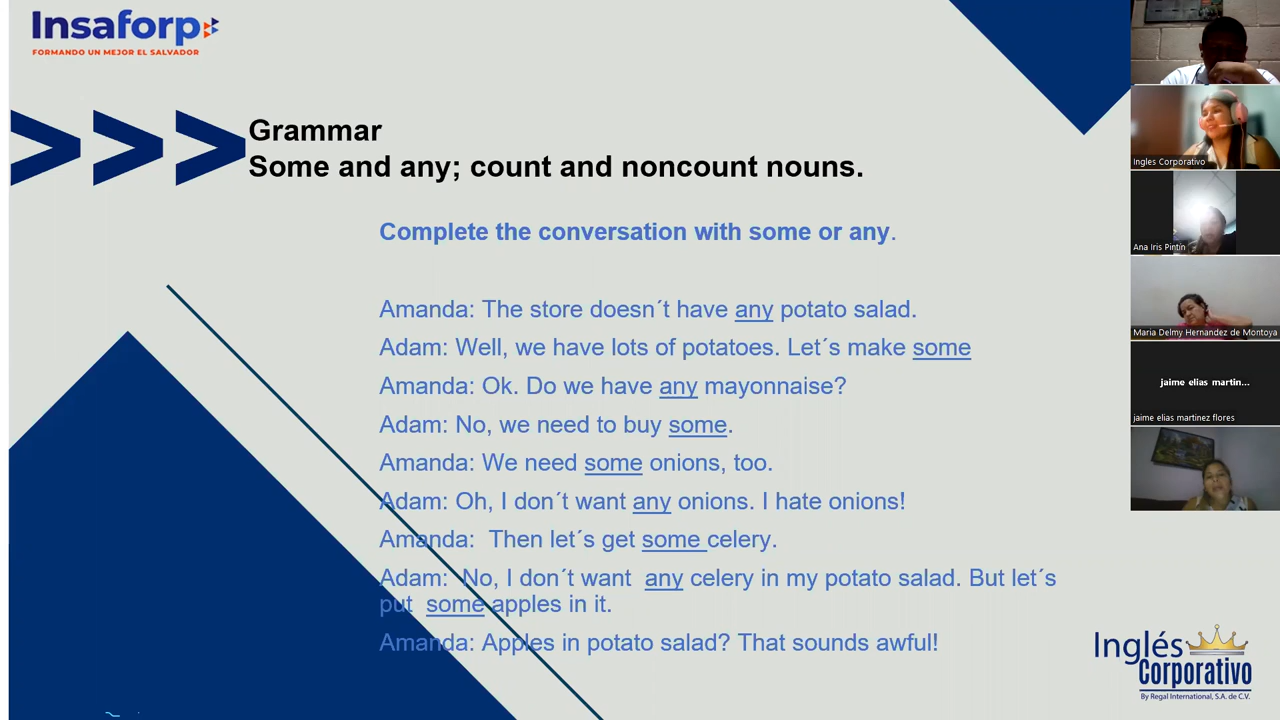 Insaforp
FORMANDO UN MEJOR EL SALVADOR
>>>
Grammar
Some and any; count and noncount nouns.
Complete the conversation with some or any.
Amanda: The store doesn´t have any potato salad.
Adam: Well, we have lots of potatoes. Let´s make some
Amanda: Ok. Do we have any mayonnaise?
Adam: No, we need to buy some.
Amanda: We need some onions, too.
Adam: Oh, I don´t want any onions. I hate onions!
Amanda: Then let´s get some celery.
Adam: No, I don´t want any celery in my potato salad. But let´s
put some apples in it.
Amanda: Apples in potato salad? That sounds awful!
Ingles Corporativo
Ana Iris Pintin
Maria Delmy Hernandez de Montoya
jaime elias martin...
jaime elias martinez flores
Inglés
Corporativo
By Regal International, S.A. de C.V.